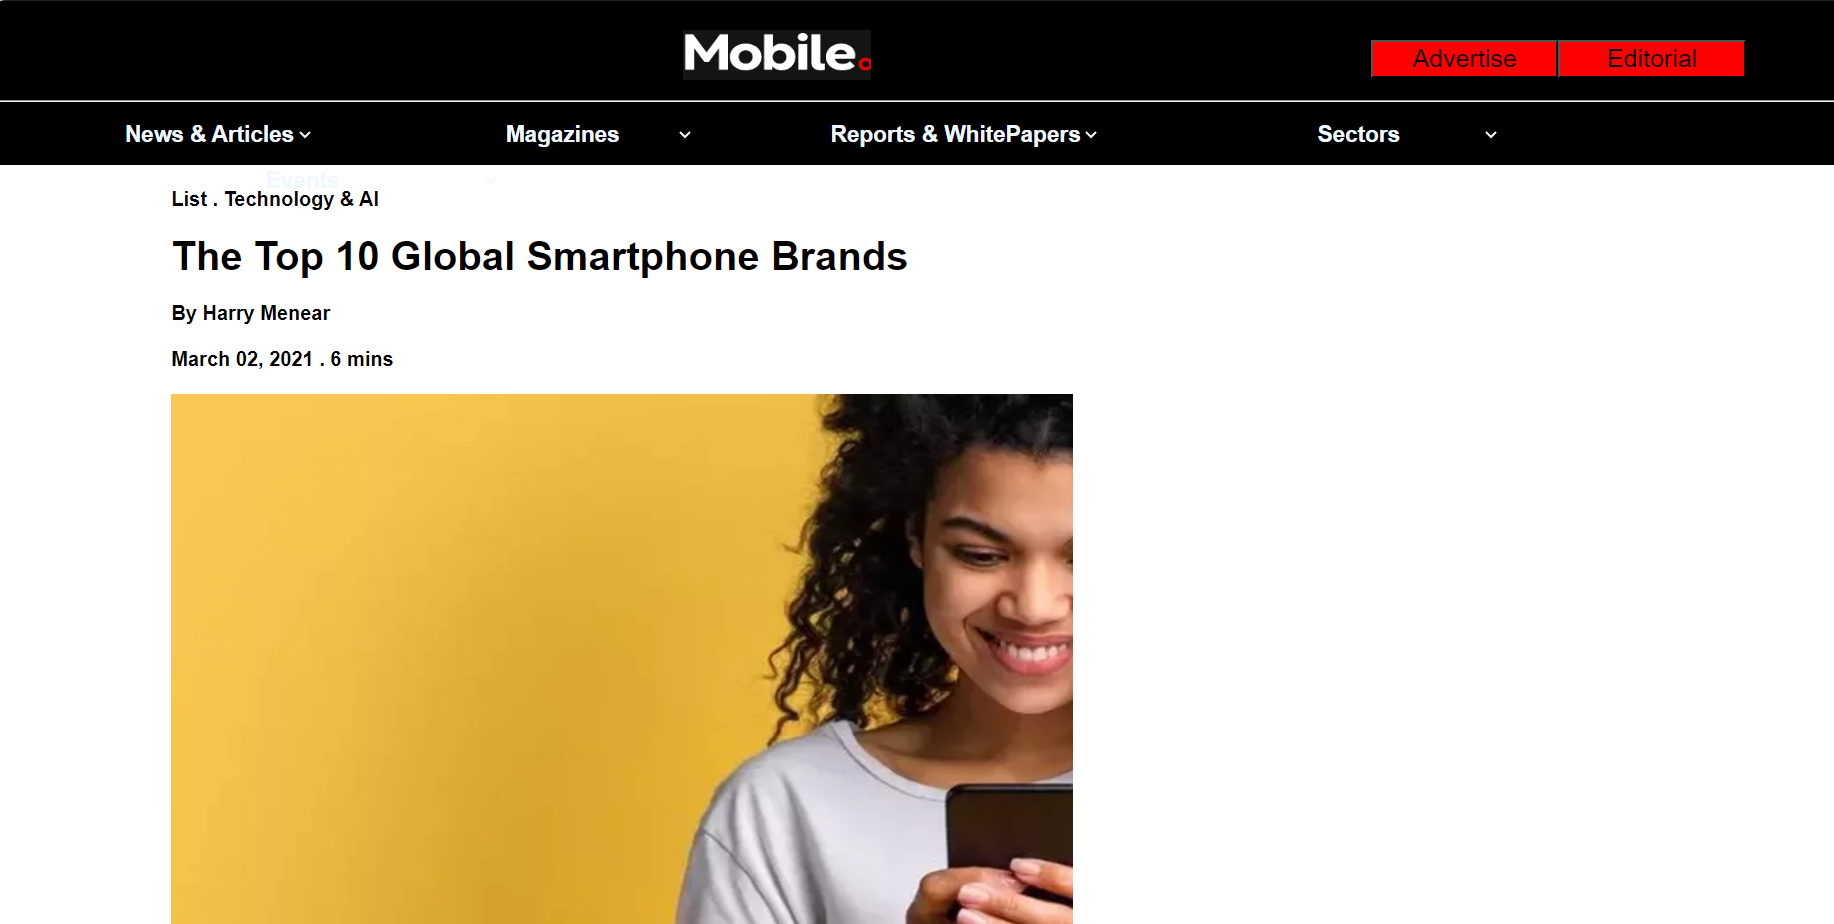 Mobile.
Advertise
Editorial
News & Articles
Magazines
Reports & WhitePapers
Sectors
Events
List . Technology & AI
The Top 10 Global Smartphone Brands
By Harry Menear
March 02, 2021 . 6 mins